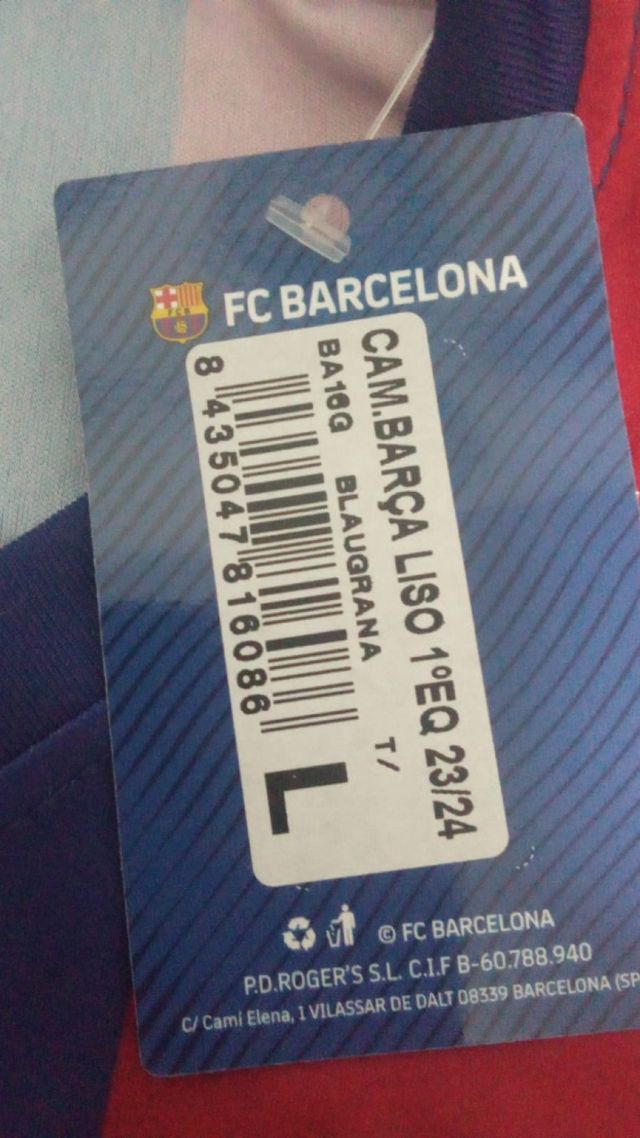 FC BARCELONA
CAM.BARÇA LISO 1ºEQ 23/24
BA16G BLAUGRANA T/
8 435047 816086
L
© FC BARCELONA
P.D.ROGER'S S.L. C.I.F B-60.788.940
C/ Camí Elena, 1 VILASSAR DE DALT 08339 BARCELONA (SP